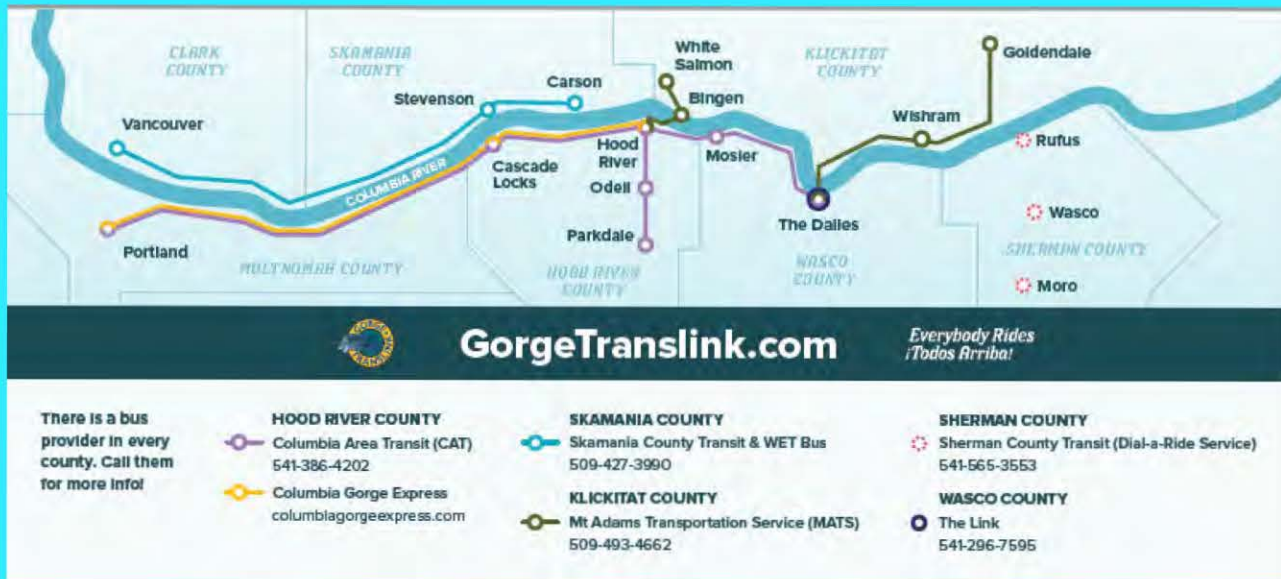 CLARK
COUNTY
SKAMANIA
COUNTY
KLICKITAT
COUNTY
White
Salmon
Goldendale
Carson
Stevenson
Bingen
Vancouver
Wishram
Rufus
Hood
River
Mosier
Cascade
Locks
COLUMBIA RIVER
Odell
Wasco
The Dalles
Parkdale
Portland
MULTNOMAH COUNTY
HOOD RIVER
COUNTY
WASCO
COUNTY
SHERMAN COUNTY
Moro
GORGE
TRANSLINK
GorgeTranslink.com
Everybody Rides
¡Todos Arriba!
There is a bus
provider in every
county. Call them
for more info!
HOOD RIVER COUNTY
Columbia Area Transit (CAT)
541-386-4202
Columbia Gorge Express
columbiagorgeexpress.com
SKAMANIA COUNTY
Skamania County Transit & WET Bus
509-427-3990
KLICKITAT COUNTY
Mt Adams Transportation Service (MATS)
509-493-4662
SHERMAN COUNTY
Sherman County Transit (Dial-a-Ride Service)
541-565-3553
WASCO COUNTY
The Link
541-296-7595